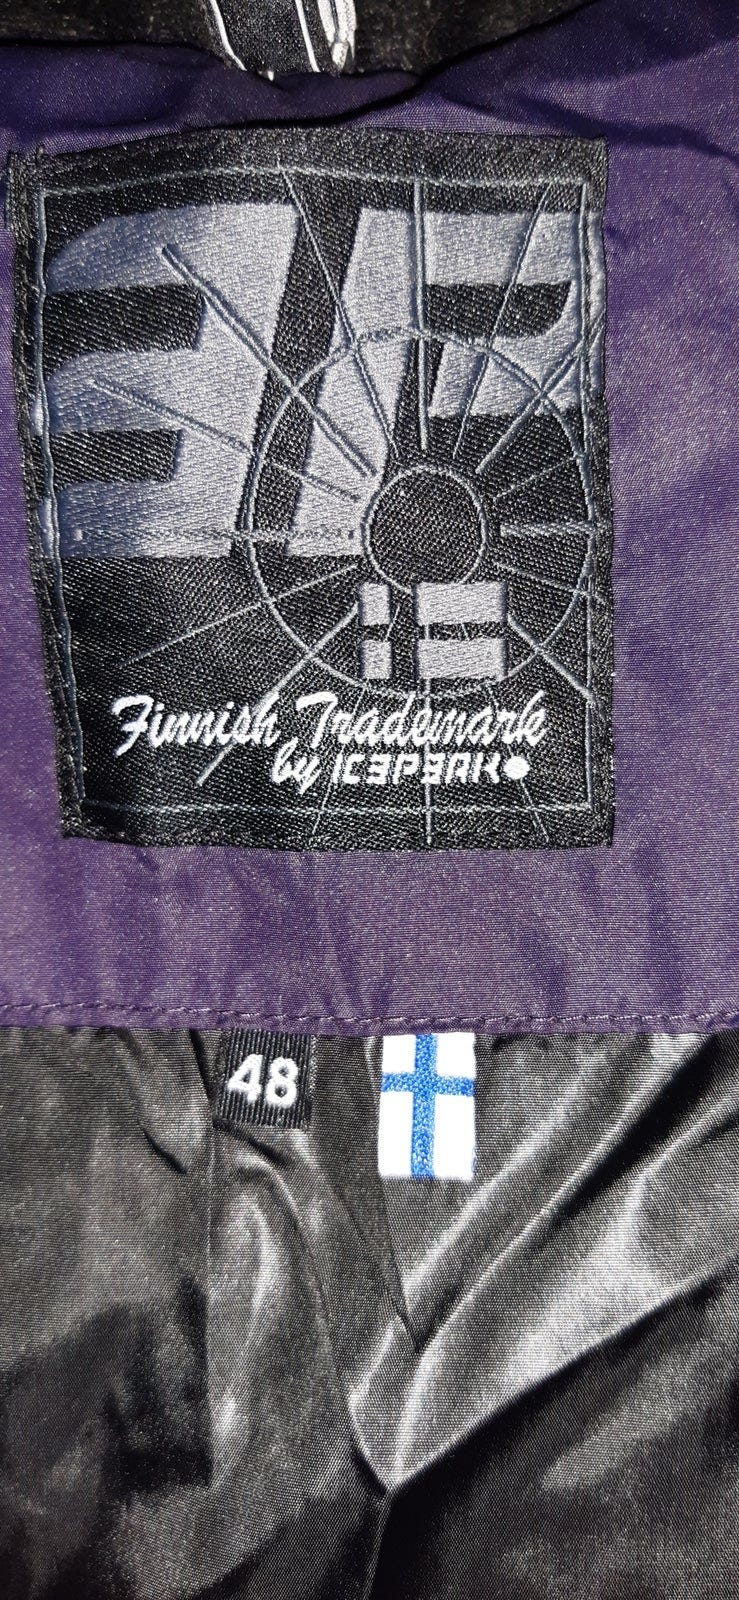 Finnish Trademark
by ICEPEAK
48